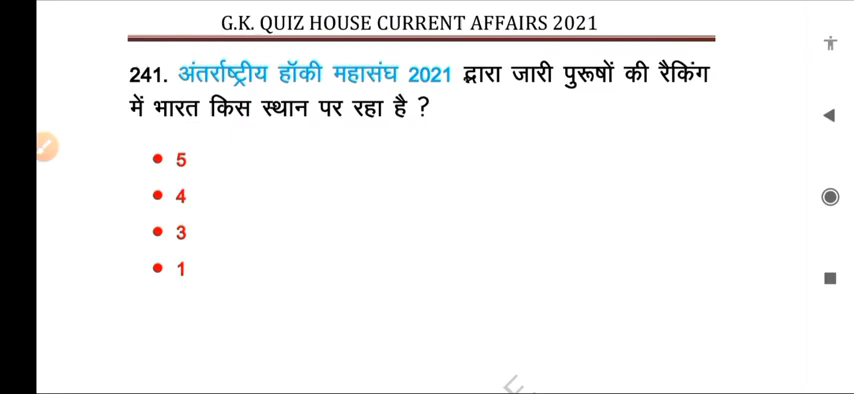 G.K. QUIZ HOUSE CURRENT AFFAIRS 2021
241. अंतर्राष्ट्रीय हॉकी महासंघ 2021 द्वारा जारी पुरूषों की रैकिंग
में भारत किस स्थान पर रहा है ?
• 5
• 4
• 3
• 1